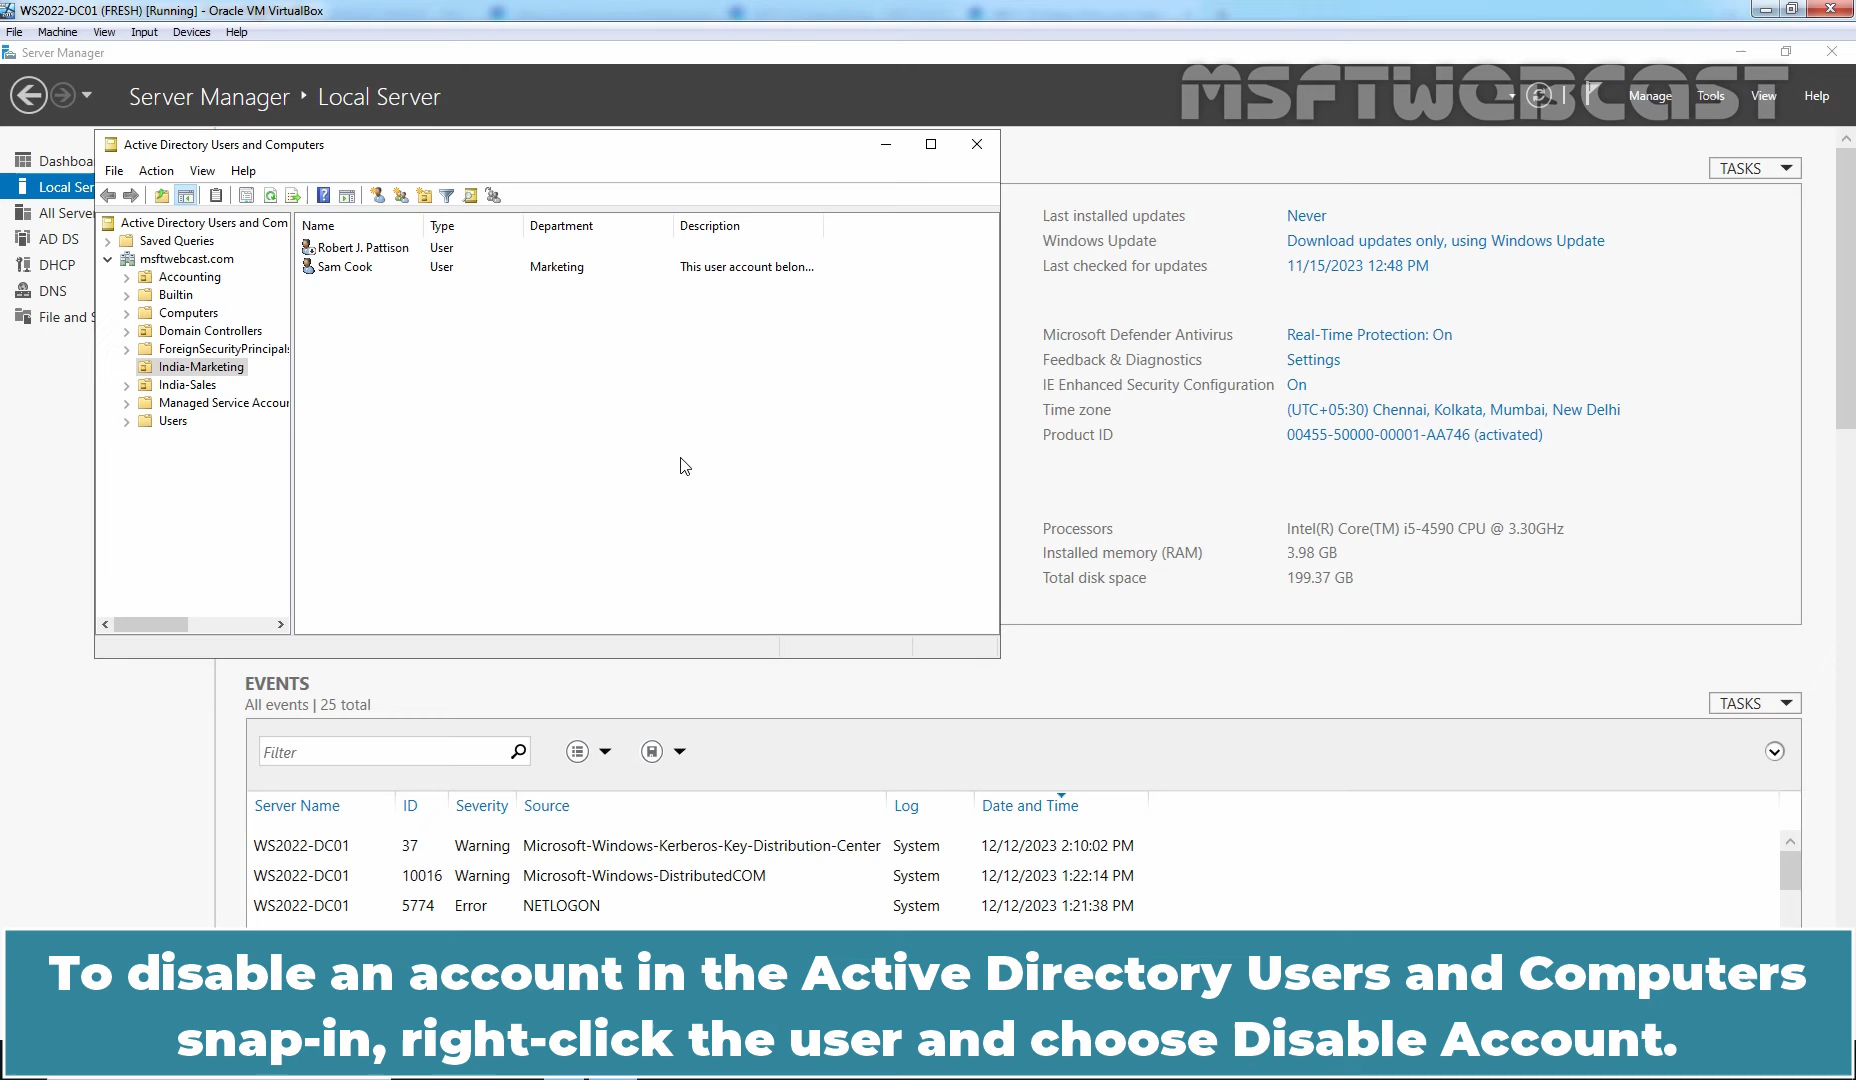 WS2022-DC01 (FRESH) [Running] - Oracle VM VirtualBox
File Machine View Input Devices Help
Server Manager
Server Manager Local Server
MSFTWEBCAST
Manage Tools View Help
Dashboa
Local Ser
All Serve
AD DS
DHCP
DNS
File and S
Active Directory Users and Computers
File Action View Help
Active Directory Users and Com
Saved Queries
msftwebcast.com
Accounting
Builtin
Computers
Domain Controllers
ForeignSecurityPrincipals
India-Marketing
India-Sales
Managed Service Accour
Users
Name Type Department Description
Robert J. Pattison User
Sam Cook User Marketing This user account belon...
TASKS
Last installed updates Never
Windows Update Download updates only, using Windows Update
Last checked for updates 11/15/2023 12:48 PM
Microsoft Defender Antivirus Real-Time Protection: On
Feedback & Diagnostics Settings
IE Enhanced Security Configuration On
Time zone (UTC+05:30) Chennai, Kolkata, Mumbai, New Delhi
Product ID 00455-50000-00001-AA746 (activated)
Processors Intel(R) Core(TM) i5-4590 CPU @ 3.30GHz
Installed memory (RAM) 3.98 GB
Total disk space 199.37 GB
EVENTS
All events | 25 total
TASKS
Filter
Server Name ID Severity Source Log Date and Time
WS2022-DC01 37 Warning Microsoft-Windows-Kerberos-Key-Distribution-Center System 12/12/2023 2:10:02 PM
WS2022-DC01 10016 Warning Microsoft-Windows-DistributedCOM System 12/12/2023 1:22:14 PM
WS2022-DC01 5774 Error NETLOGON System 12/12/2023 1:21:38 PM
To disable an account in the Active Directory Users and Computers
snap-in, right-click the user and choose Disable Account.